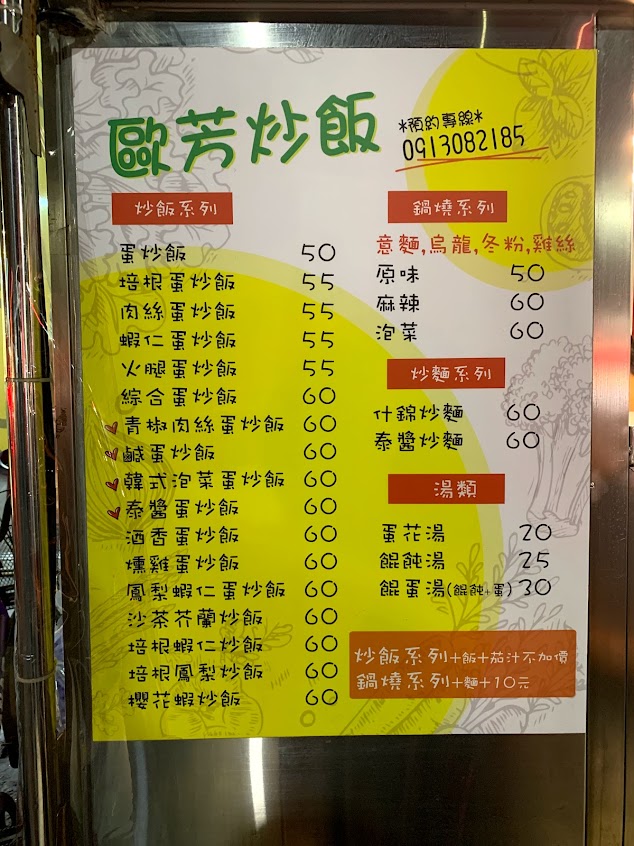 歐芳炒飯
*預約專線*
0913082185
炒飯系列
蛋炒飯 50
培根蛋炒飯 55
肉絲蛋炒飯 55
蝦仁蛋炒飯 55
火腿蛋炒飯 55
綜合蛋炒飯 60
青椒肉絲蛋炒飯 60
鹹蛋炒飯 60
韓式泡菜蛋炒飯 60
泰醬蛋炒飯 60
酒香蛋炒飯 60
燻雞蛋炒飯 60
鳳梨蝦仁蛋炒飯 60
沙茶芥蘭炒飯 60
培根蝦仁炒飯 60
培根鳳梨炒飯 60
櫻花蝦炒飯 60
鍋燒系列
意麵,烏龍,冬粉,雞絲
原味 50
麻辣 60
泡菜 60
炒麵系列
什錦炒麵 60
泰醬炒麵 60
湯類
蛋花湯 20
餛飩湯 25
餛蛋湯(餛飩+蛋) 30
炒飯系列+飯+茄汁不加價
鍋燒系列+麵+10元